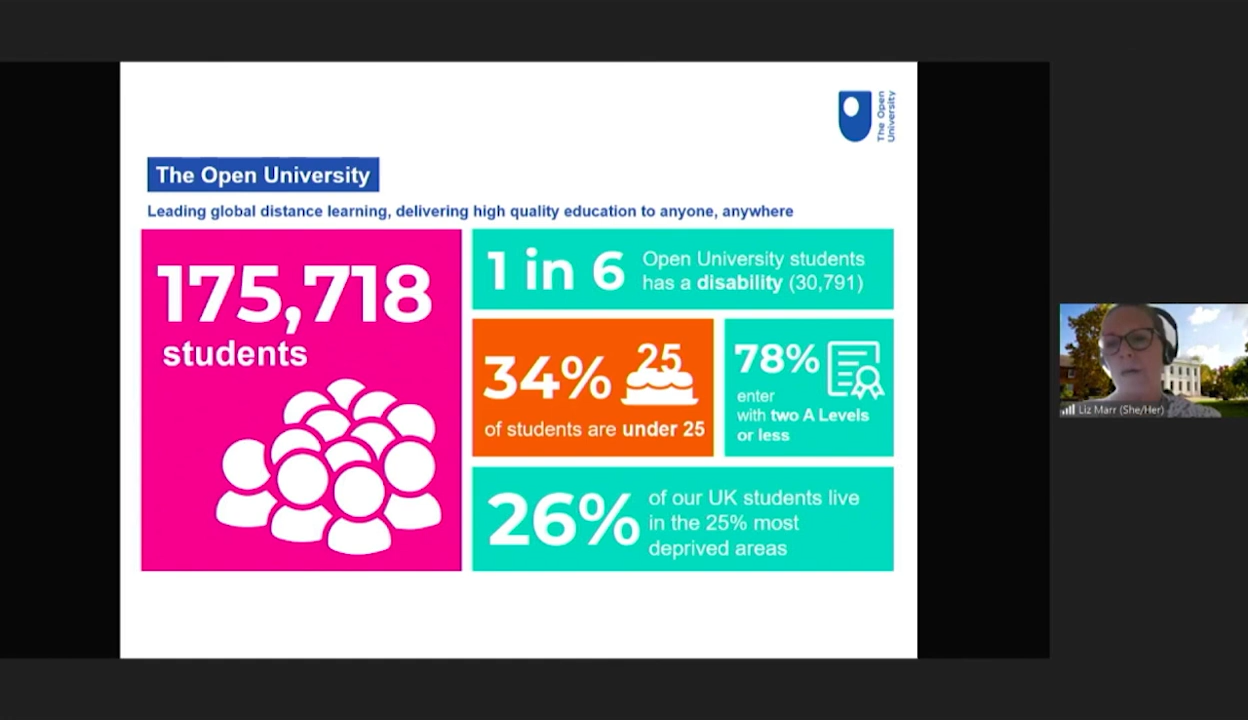 The Open
University
The Open University
Leading global distance learning, delivering high quality education to anyone, anywhere
175,718
students
1 in 6
Open University students
has a disability (30,791)
34%
25
of students are under 25
78%
enter
with two A Levels
or less
26%
of our UK students live
in the 25% most
deprived areas
Liz Marr (She/Her)